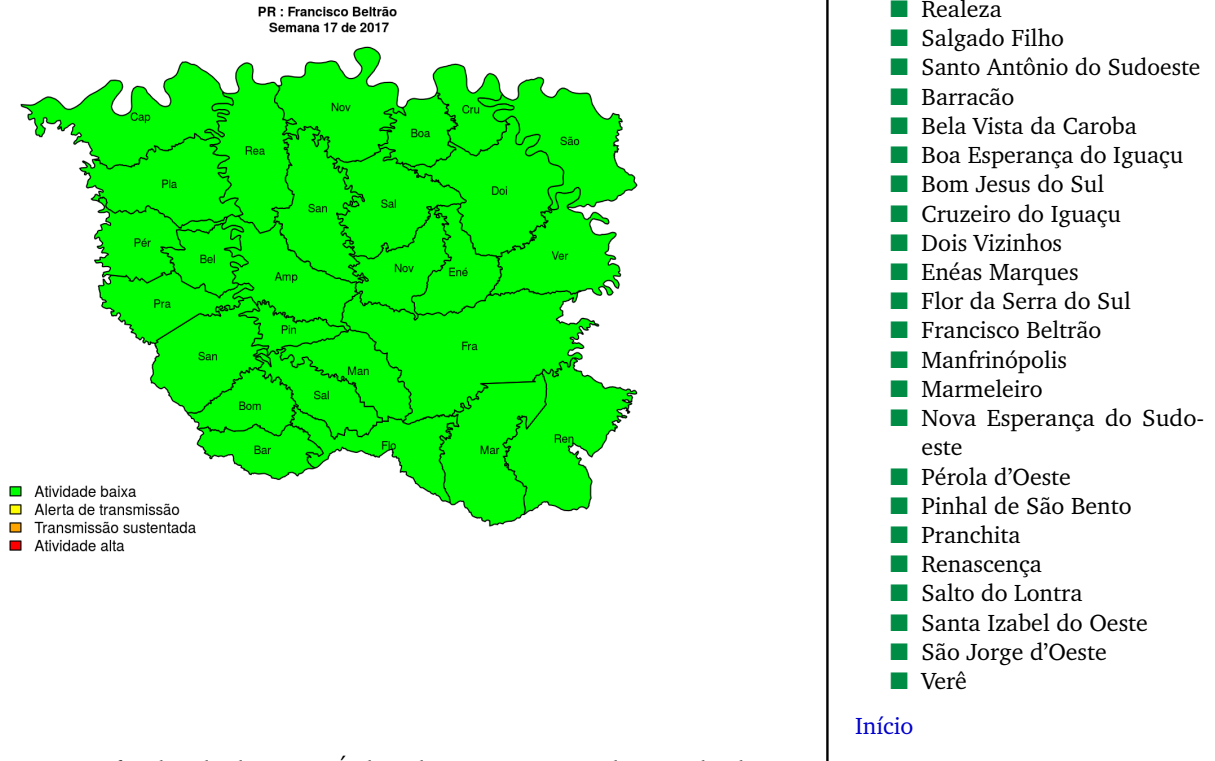 PR : Francisco Beltrão
Semana 17 de 2017
Cap
Nov
Cru
Boa
São
Rea
Pla
Doi
San
Sal
Pér
Bel
Ver
Nov
Ené
Amp
Pra
Pin
Fra
San
Man
Sal
Bom
Bar
Flo
Mar
Ren
Atividade baixa
Alerta de transmissão
Transmissão sustentada
Atividade alta
Realeza
Salgado Filho
Santo Antônio do Sudoeste
Barracão
Bela Vista da Caroba
Boa Esperança do Iguaçu
Bom Jesus do Sul
Cruzeiro do Iguaçu
Dois Vizinhos
Enéas Marques
Flor da Serra do Sul
Francisco Beltrão
Manfrinópolis
Marmeleiro
Nova Esperança do Sudo-
este
Pérola d'Oeste
Pinhal de São Bento
Pranchita
Renascença
Salto do Lontra
Santa Izabel do Oeste
São Jorge d'Oeste
Verê
Início